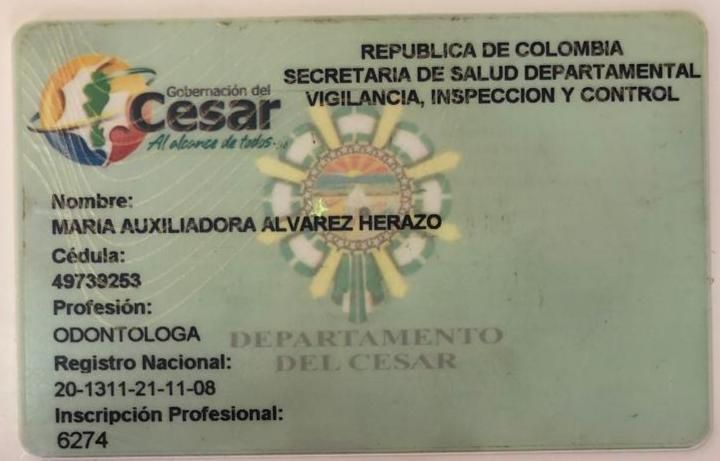 REPUBLICA DE COLOMBIA
SECRETARIA DE SALUD DEPARTAMENTAL
VIGILANCIA, INSPECCION Y CONTROL
Gobernación del
Cesar
Al alcance de todos...
Nombre:
MARIA AUXILIADORA ALVAREZ HERAZO
Cédula:
49739253
Profesión:
ODONTOLOGA
DEPARTAMENTO
DEL CESAR
Registro Nacional:
20-1311-21-11-08
Inscripción Profesional:
6274